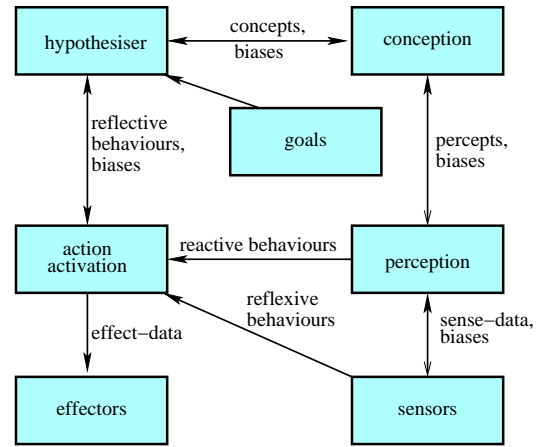 hypothesiser
concepts,
biases
conception
reflective
behaviours,
biases
goals
percepts,
biases
action
activation
reactive behaviours
perception
reflexive
behaviours
effect−data
sense−data,
biases
effectors
sensors